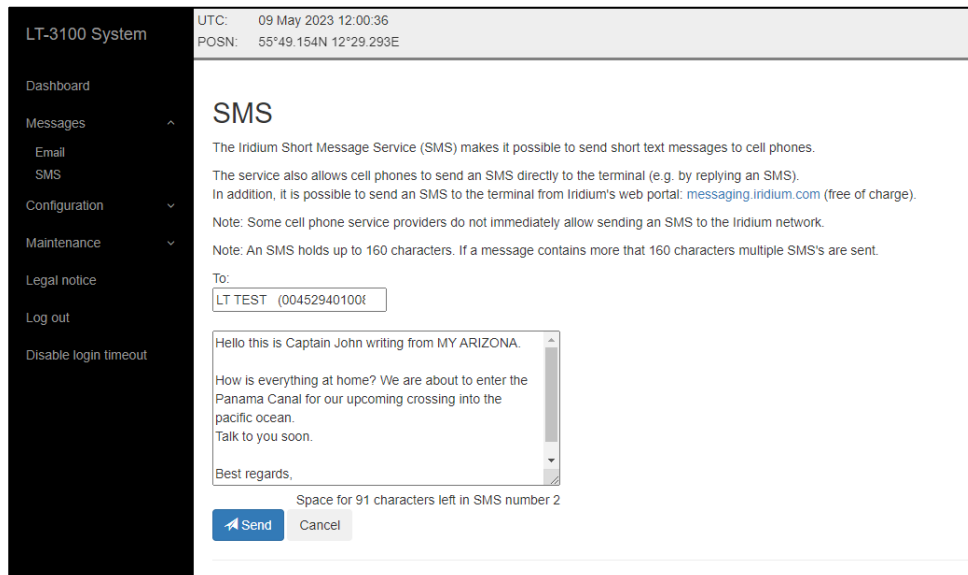 LT-3100 System
Dashboard
Messages
Email
SMS
Configuration
Maintenance
Legal notice
Log out
Disable login timeout
UTC: 09 May 2023 12:00:36
POSN: 55°49.154N 12°29.293E
SMS
The Iridium Short Message Service (SMS) makes it possible to send short text messages to cell phones.
The service also allows cell phones to send an SMS directly to the terminal (e.g. by replying an SMS).
In addition, it is possible to send an SMS to the terminal from Iridium's web portal: messaging.iridium.com (free of charge).
Note: Some cell phone service providers do not immediately allow sending an SMS to the Iridium network.
Note: An SMS holds up to 160 characters. If a message contains more that 160 characters multiple SMS's are sent.
To:
LT TEST (00452940100
Hello this is Captain John writing from MY ARIZONA.
How is everything at home? We are about to enter the
Panama Canal for our upcoming crossing into the
pacific ocean.
Talk to you soon.
Best regards,
Space for 91 characters left in SMS number 2
Send Cancel